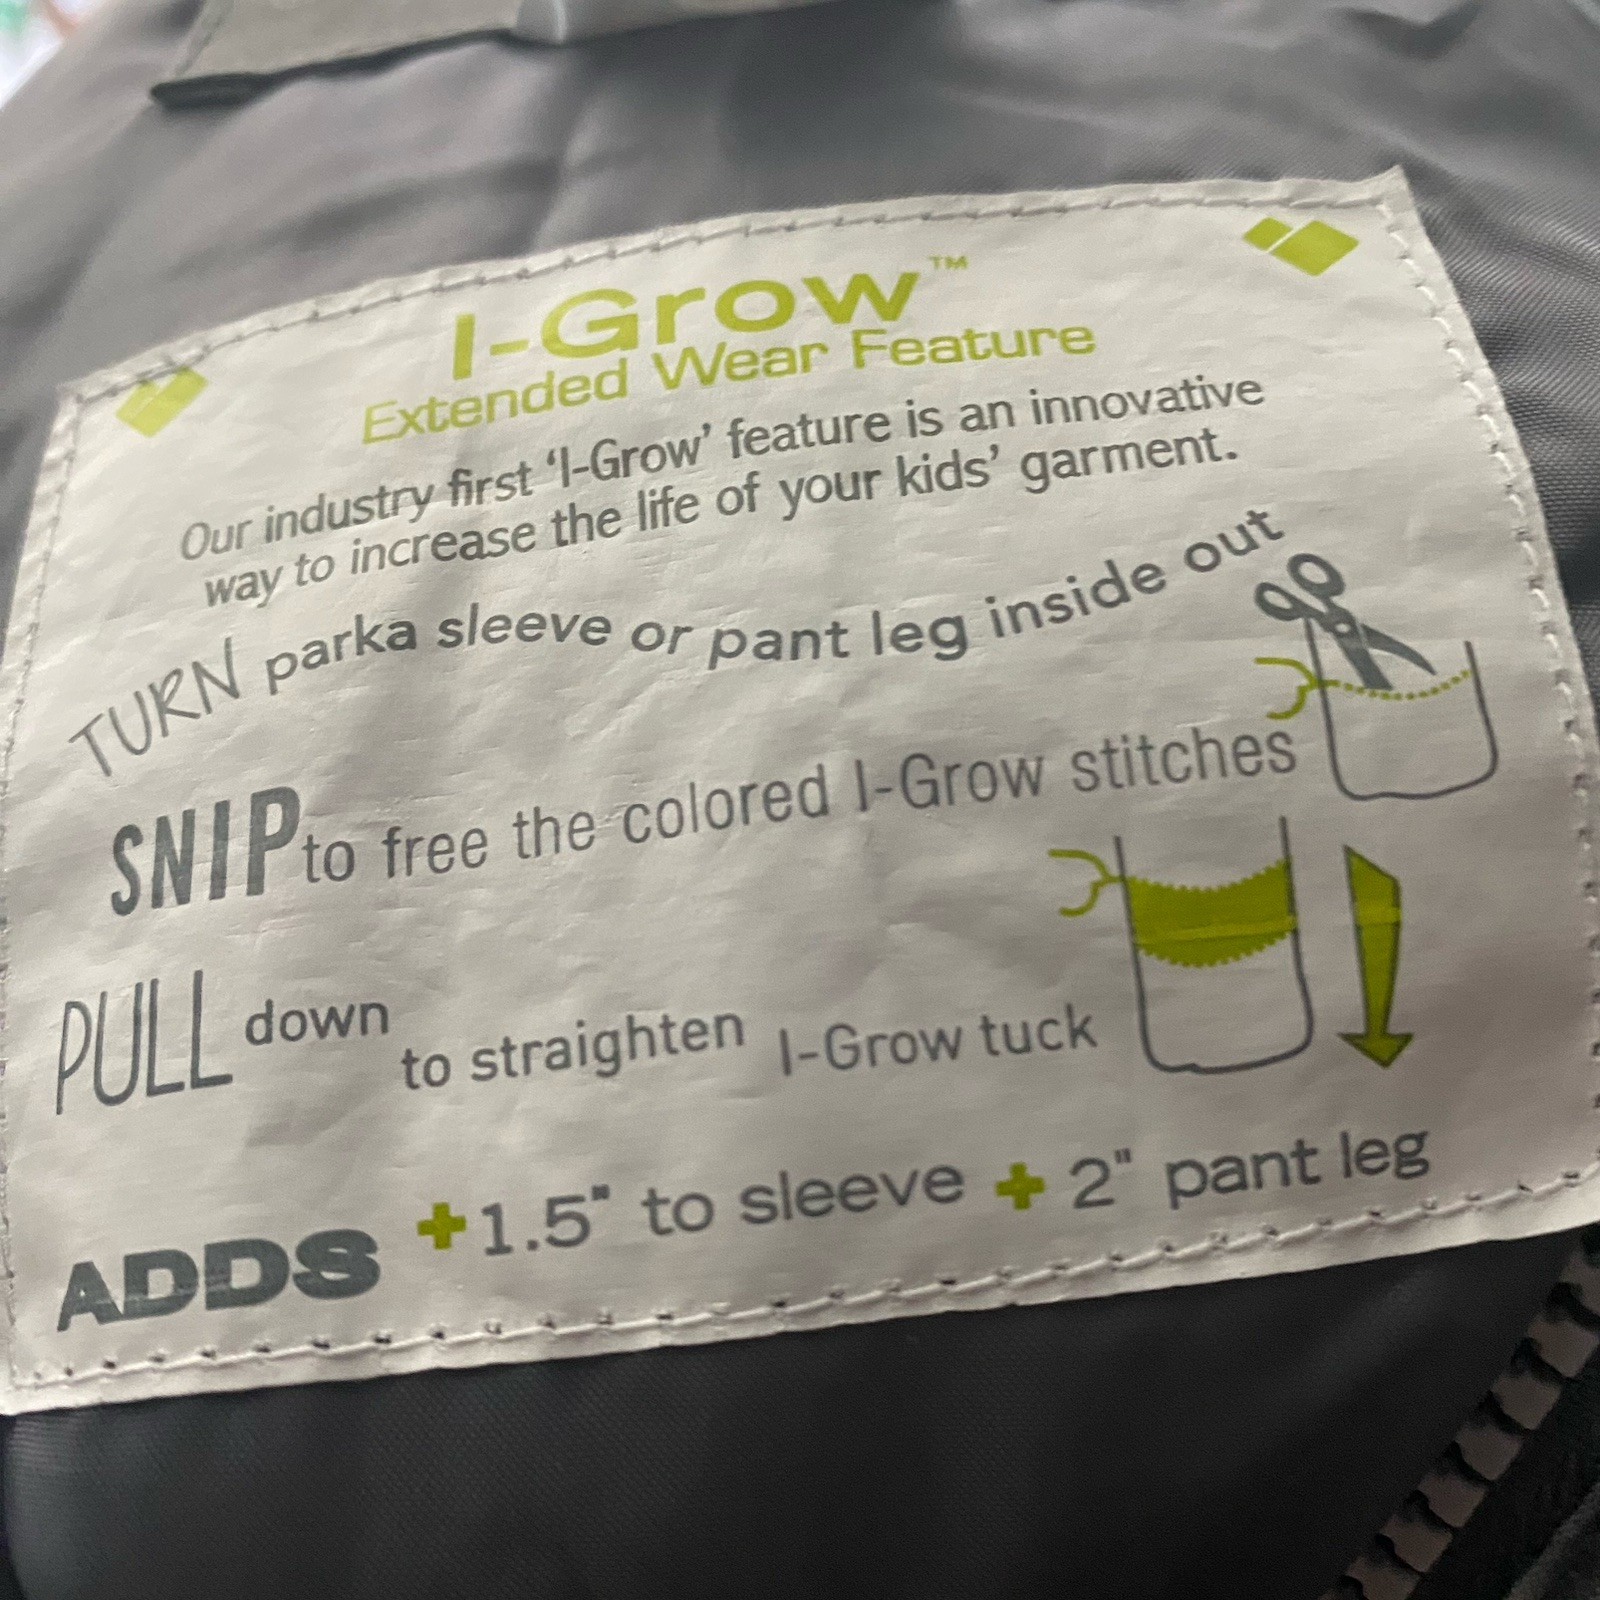 I-Grow™
Extended Wear Feature
Our industry first ‘I-Grow’ feature is an innovative
way to increase the life of your kids’ garment.
TURN parka sleeve or pant leg inside out
SNIP to free the colored I-Grow stitches
PULL down to straighten I-Grow tuck
ADDS +1.5" to sleeve + 2" pant leg